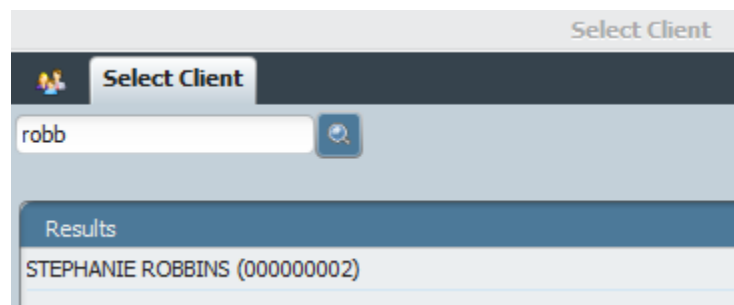 Select Client
Select Client
robb
Results
STEPHANIE ROBBINS (000000002)